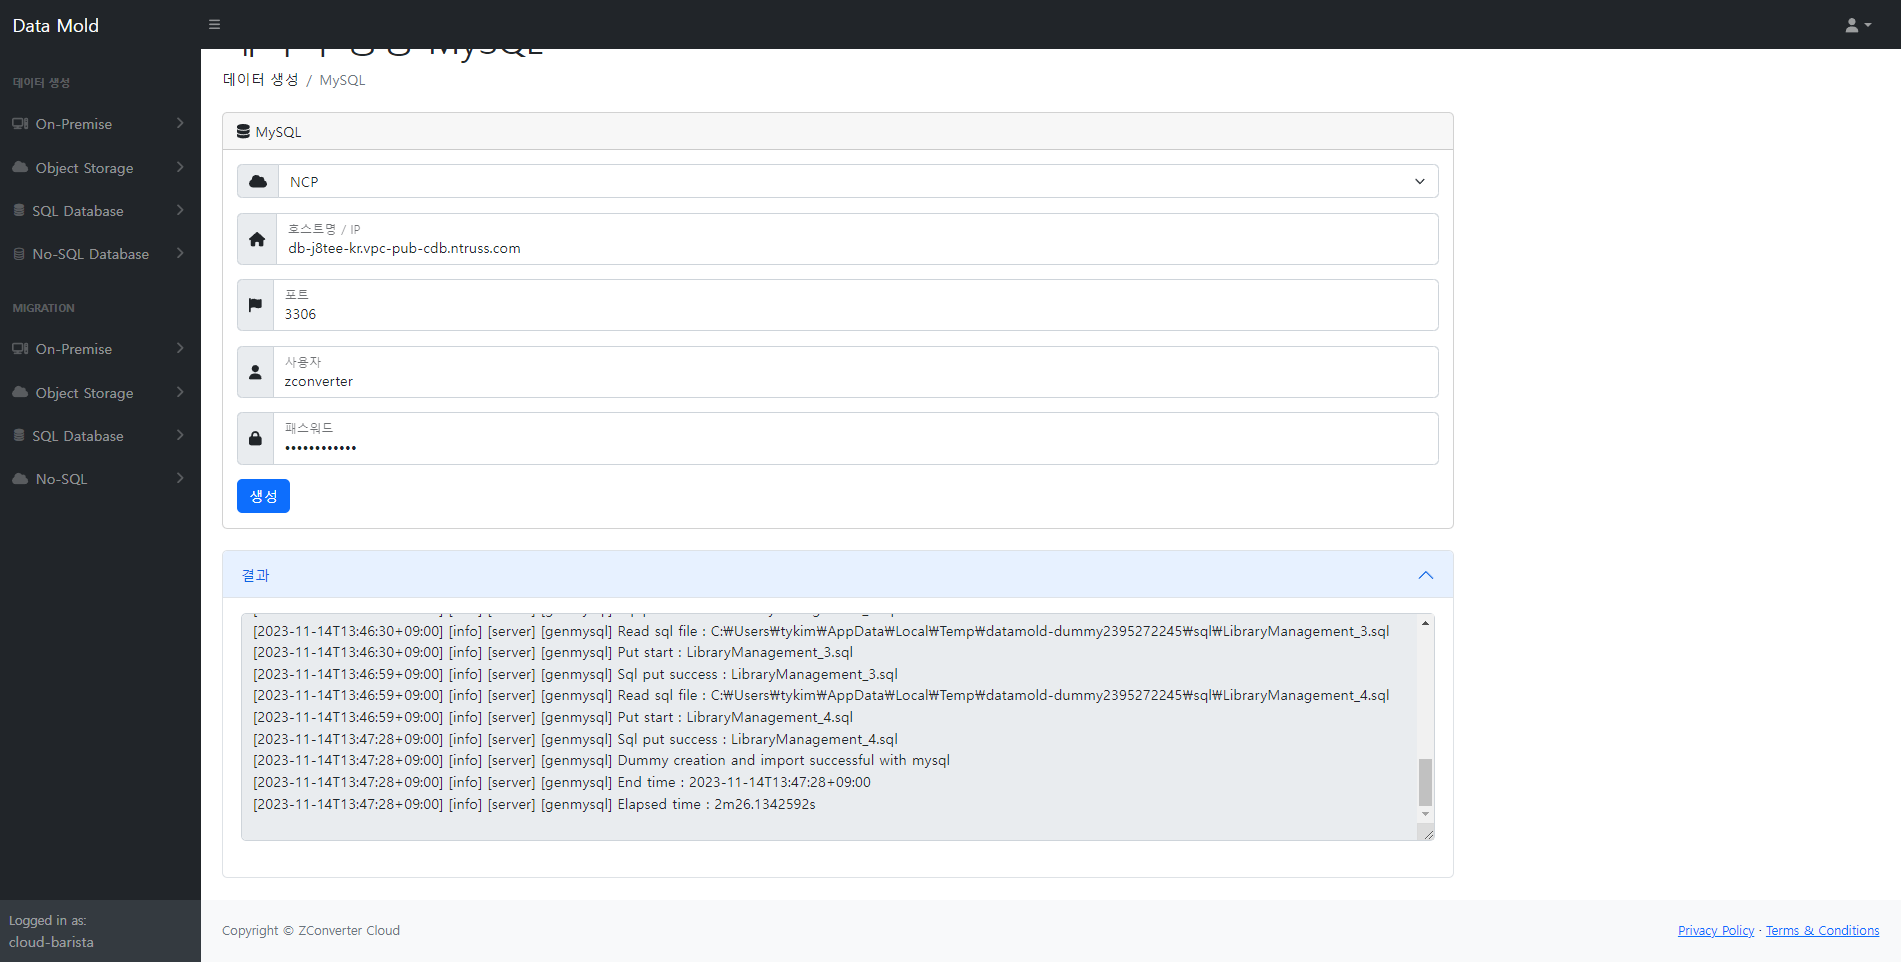 Data Mold
데이터 생성
On-Premise
Object Storage
SQL Database
No-SQL Database
MIGRATION
On-Premise
Object Storage
SQL Database
No-SQL
Logged in as:
cloud-barista
MySQL
데이터 생성 / MySQL
MySQL
NCP
호스트명 / IP
db-j8tee-kr.vpc-pub-cdb.ntruss.com
포트
3306
사용자
zconverter
패스워드
••••••••••••
생성
결과
[2023-11-14T13:46:30+09:00] [info] [server] [genmysql] Read sql file : C:₩Users₩tykim₩AppData₩Local₩Temp₩datamold-dummy2395272245₩sql₩LibraryManagement_3.sql
[2023-11-14T13:46:30+09:00] [info] [server] [genmysql] Put start : LibraryManagement_3.sql
[2023-11-14T13:46:59+09:00] [info] [server] [genmysql] Sql put success : LibraryManagement_3.sql
[2023-11-14T13:46:59+09:00] [info] [server] [genmysql] Read sql file : C:₩Users₩tykim₩AppData₩Local₩Temp₩datamold-dummy2395272245₩sql₩LibraryManagement_4.sql
[2023-11-14T13:46:59+09:00] [info] [server] [genmysql] Put start : LibraryManagement_4.sql
[2023-11-14T13:47:28+09:00] [info] [server] [genmysql] Sql put success : LibraryManagement_4.sql
[2023-11-14T13:47:28+09:00] [info] [server] [genmysql] Dummy creation and import successful with mysql
[2023-11-14T13:47:28+09:00] [info] [server] [genmysql] End time : 2023-11-14T13:47:28+09:00
[2023-11-14T13:47:28+09:00] [info] [server] [genmysql] Elapsed time : 2m26.1342592s
Copyright © ZConverter Cloud
Privacy Policy · Terms & Conditions